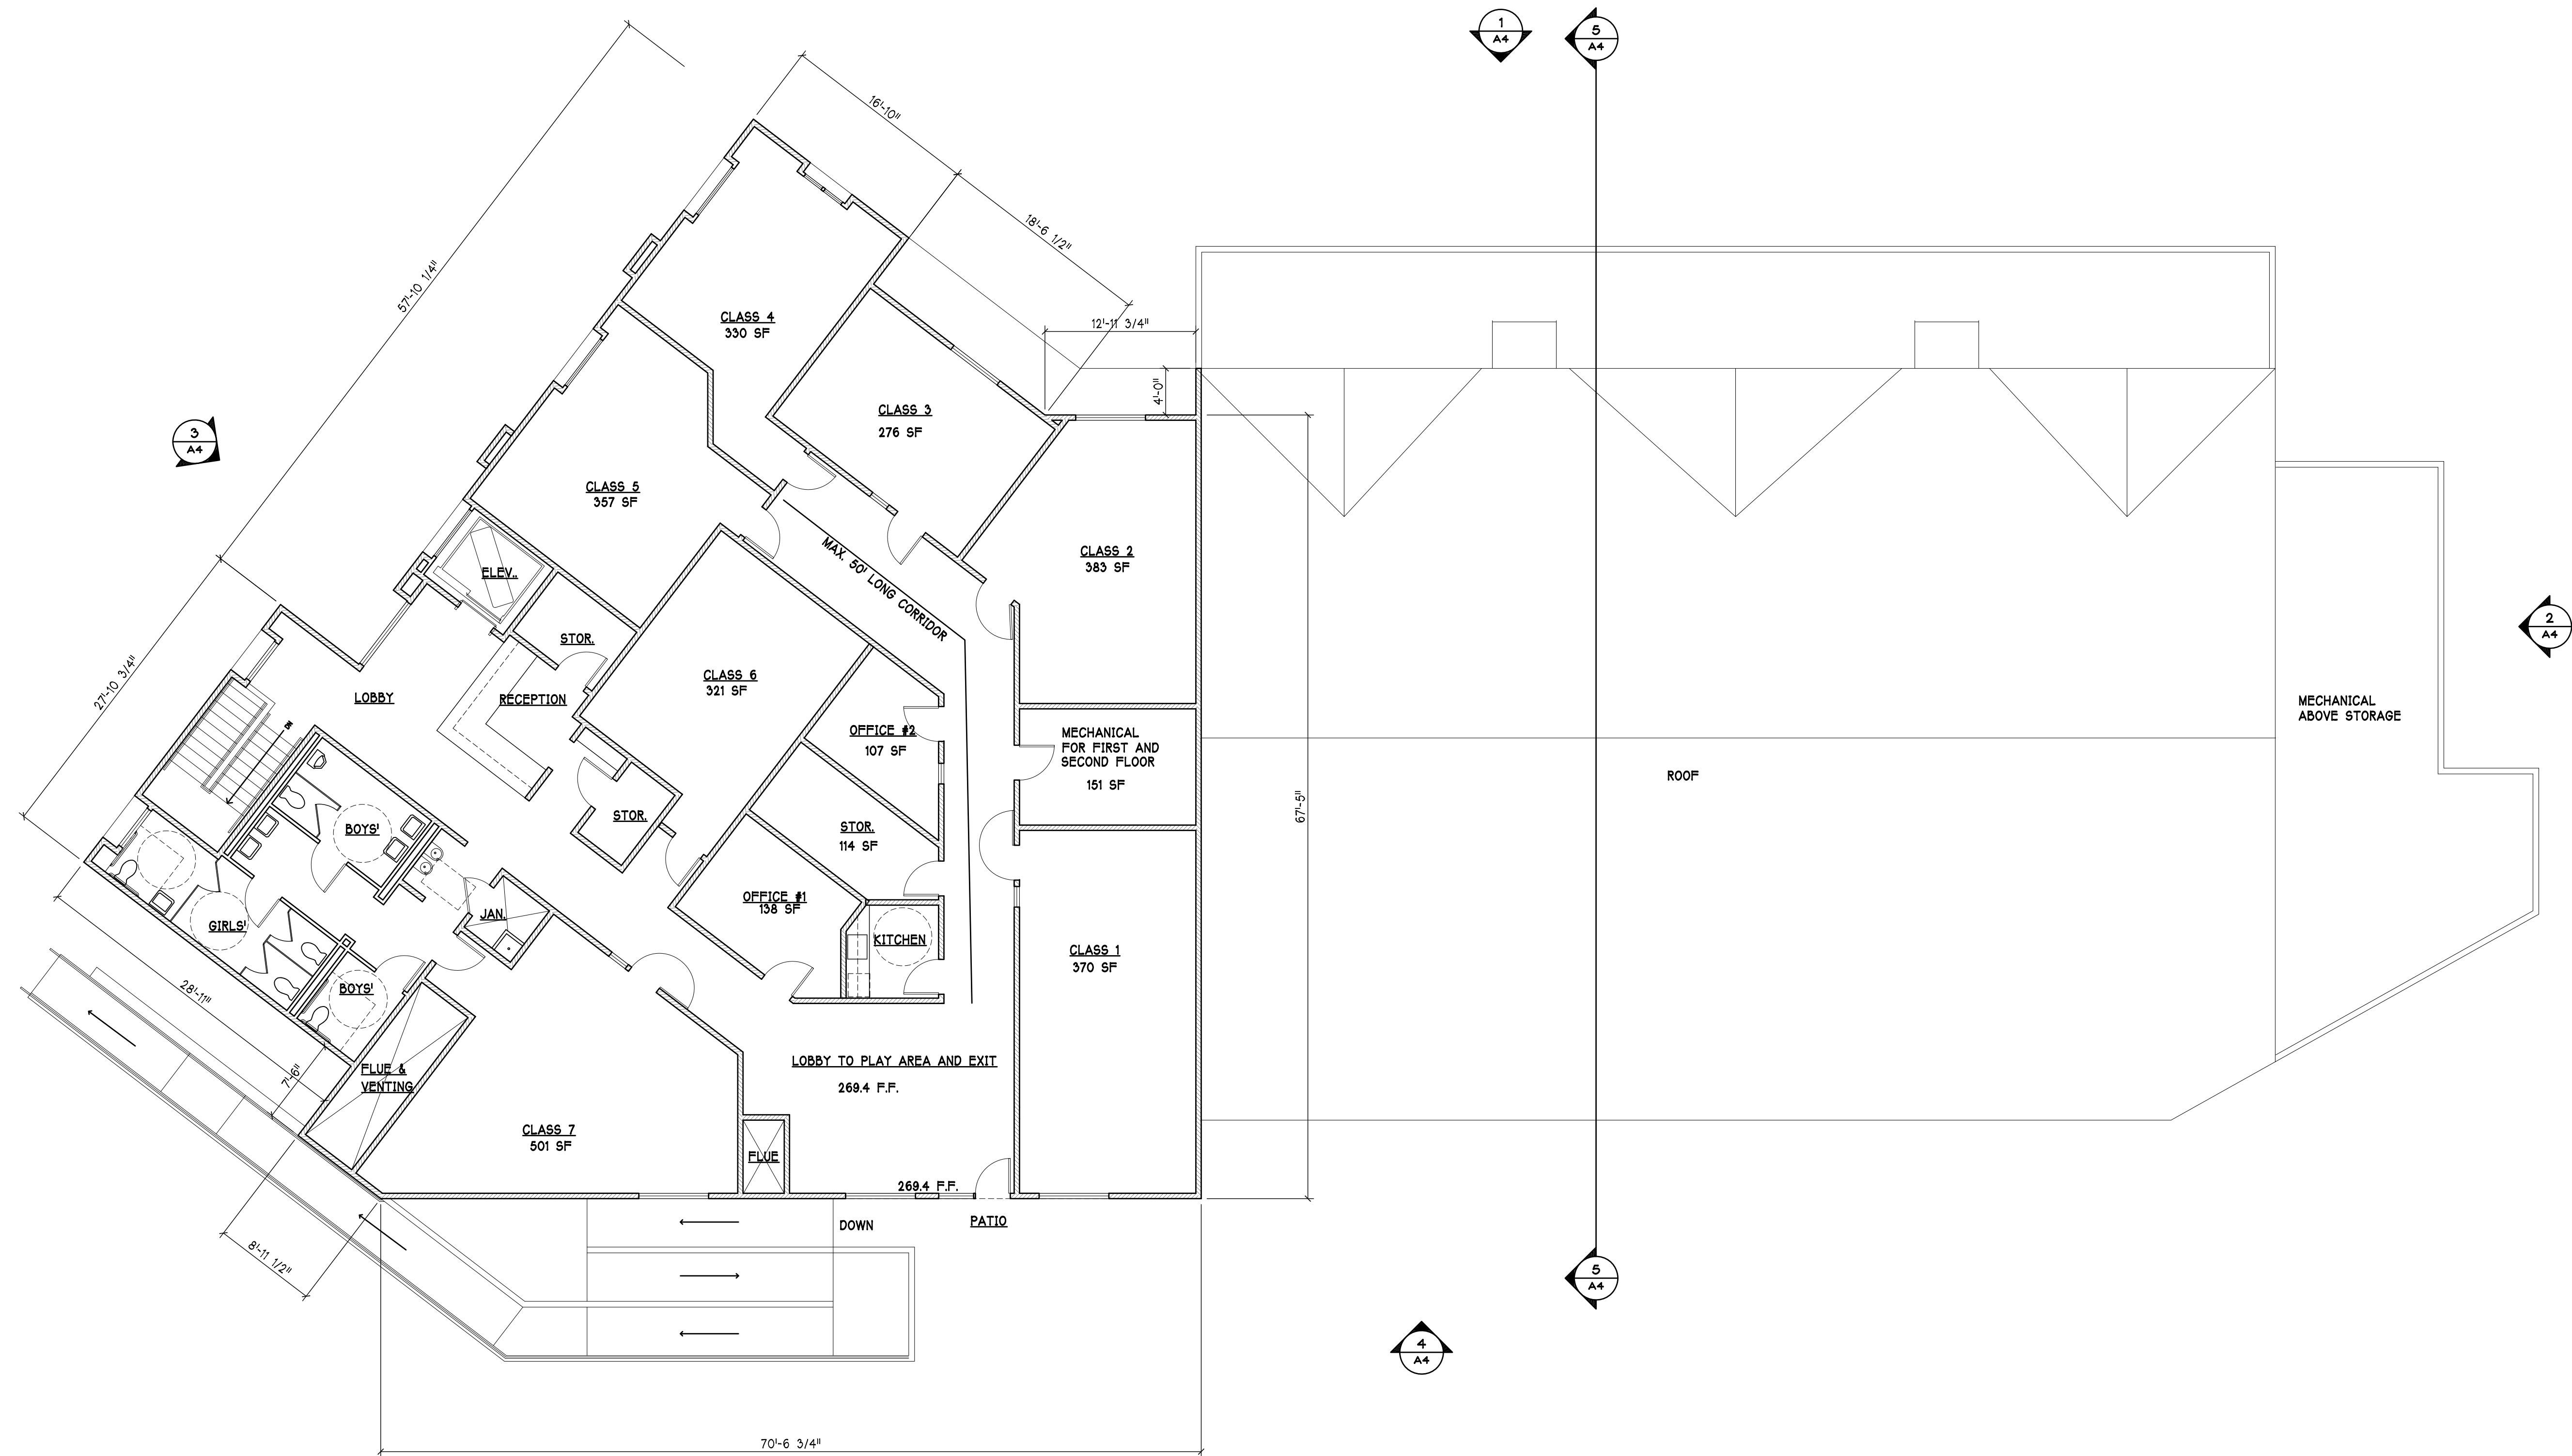 1
A4
5
A4
16'-10"
18'-6 1/2"
57'-10 1/4"
12'-11 3/4"
4'-0"
CLASS 4
330 SF
CLASS 3
276 SF
3
A4
CLASS 5
357 SF
MAX. 50' LONG CORRIDOR
CLASS 2
383 SF
ELEV..
STOR.
2
A4
27'-10 3/4"
LOBBY
RECEPTION
CLASS 6
321 SF
DN
OFFICE #2
107 SF
MECHANICAL
FOR FIRST AND
SECOND FLOOR
151 SF
MECHANICAL
ABOVE STORAGE
ROOF
67'-5"
BOYS'
STOR.
STOR.
114 SF
OFFICE #1
138 SF
JAN.
GIRLS'
KITCHEN
CLASS 1
370 SF
BOYS'
28'-11"
7'-6"
FLUE &
VENTING
LOBBY TO PLAY AREA AND EXIT
269.4 F.F.
CLASS 7
501 SF
FLUE
269.4 F.F.
DOWN
PATIO
8'-11 1/2"
5
A4
4
A4
70'-6 3/4"